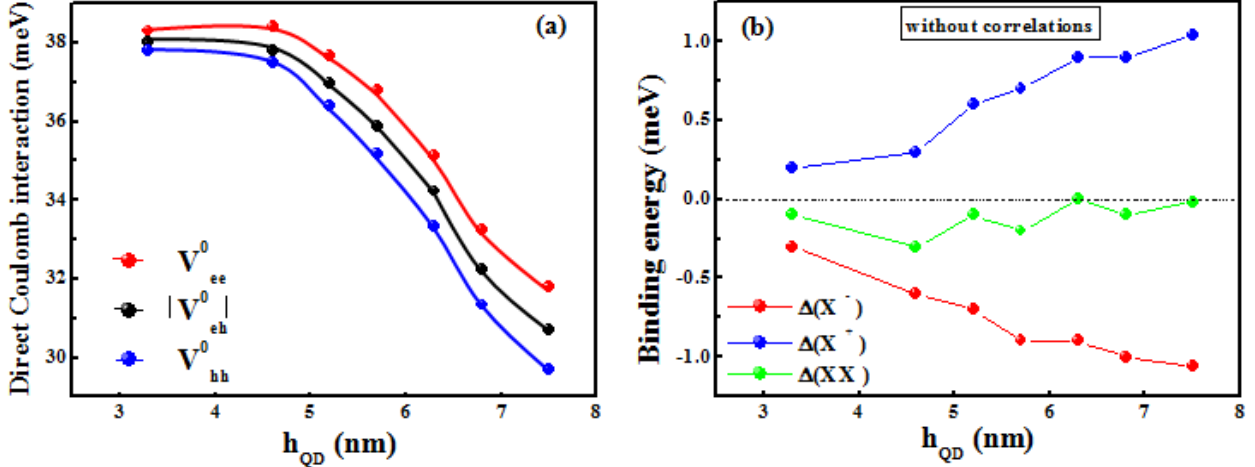 Direct Coulomb interaction (meV)
38
36
34
32
30
(a)
V⁰ₑₑ
|V⁰ₑₕ|
V⁰ₕₕ
3 4 5 6 7 8
h_QD (nm)
Binding energy (meV)
1.0
0.5
0.0
-0.5
-1.0
(b)
without correlations
Δ(X⁻)
Δ(X⁺)
Δ(XX)
3 4 5 6 7 8
h_QD (nm)